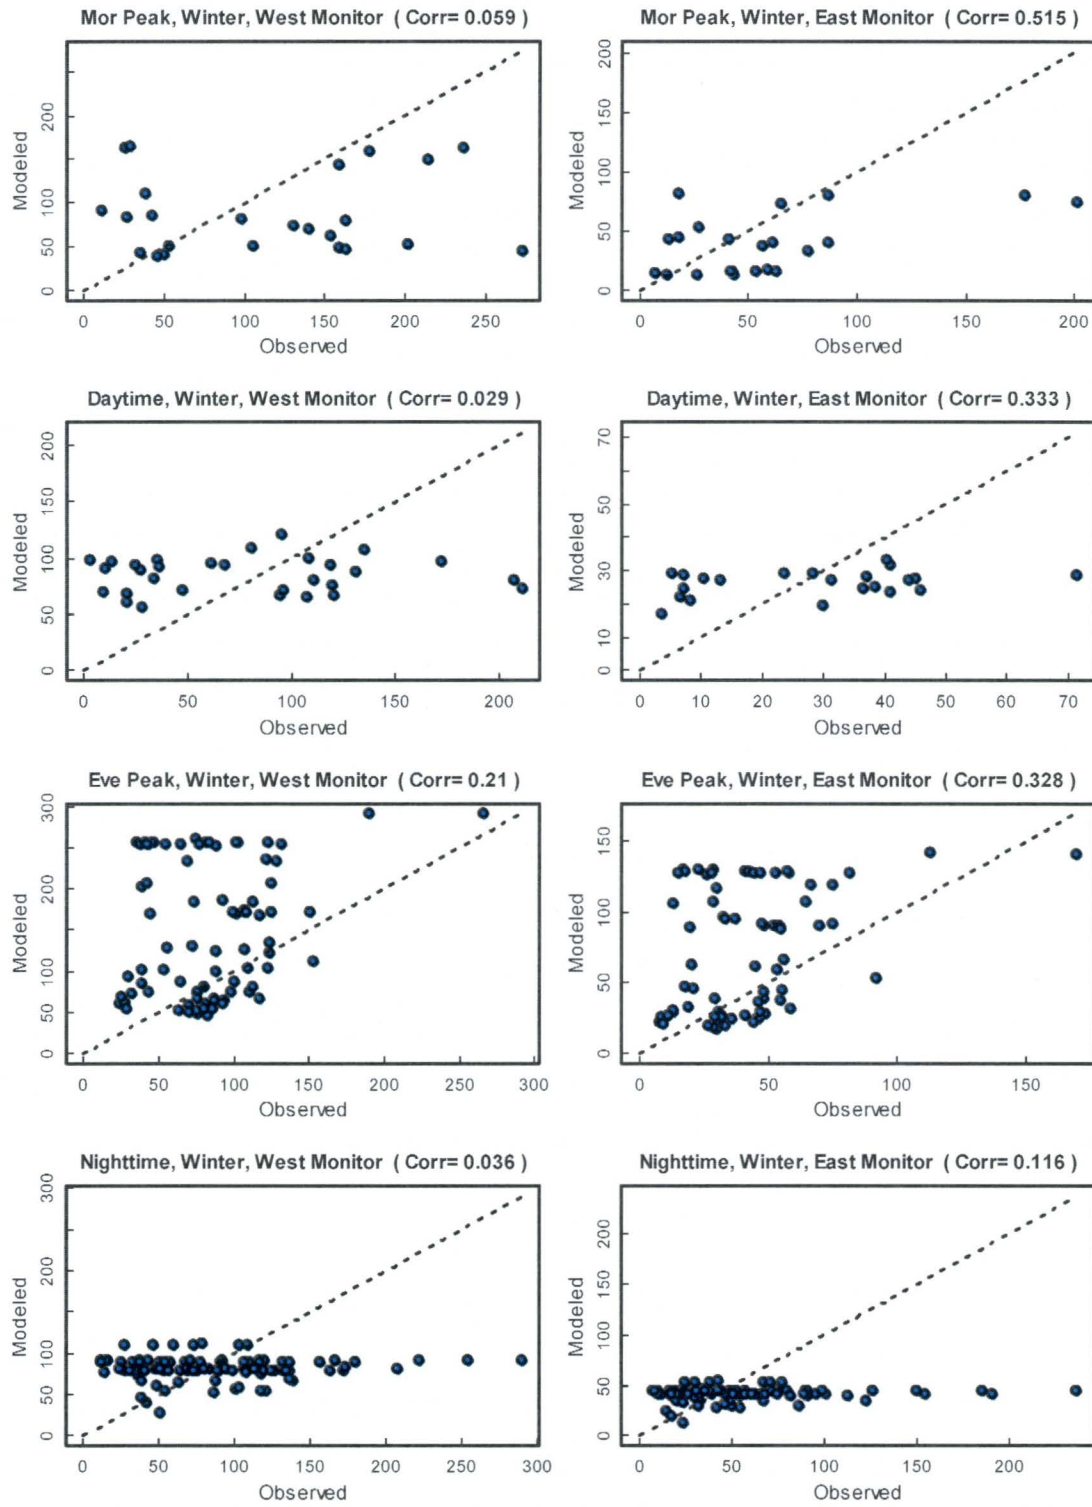 Mor Peak, Winter, West Monitor ( Corr= 0.059 )
Modeled
0 50 100 200
0 50 100 150 200 250
Observed
Mor Peak, Winter, East Monitor ( Corr= 0.515 )
Modeled
0 50 100 150 200
0 50 100 150 200
Observed
Daytime, Winter, West Monitor ( Corr= 0.029 )
Modeled
0 50 100 150 200
0 50 100 150 200
Observed
Daytime, Winter, East Monitor ( Corr= 0.333 )
Modeled
0 10 30 50 70
0 10 20 30 40 50 60 70
Observed
Eve Peak, Winter, West Monitor ( Corr= 0.21 )
Modeled
0 50 100 200 300
0 50 100 150 200 250 300
Observed
Eve Peak, Winter, East Monitor ( Corr= 0.328 )
Modeled
0 50 100 150
0 50 100 150
Observed
Nighttime, Winter, West Monitor ( Corr= 0.036 )
Modeled
0 50 100 200 300
0 50 100 150 200 250 300
Observed
Nighttime, Winter, East Monitor ( Corr= 0.116 )
Modeled
0 50 100 150 200
0 50 100 150 200
Observed